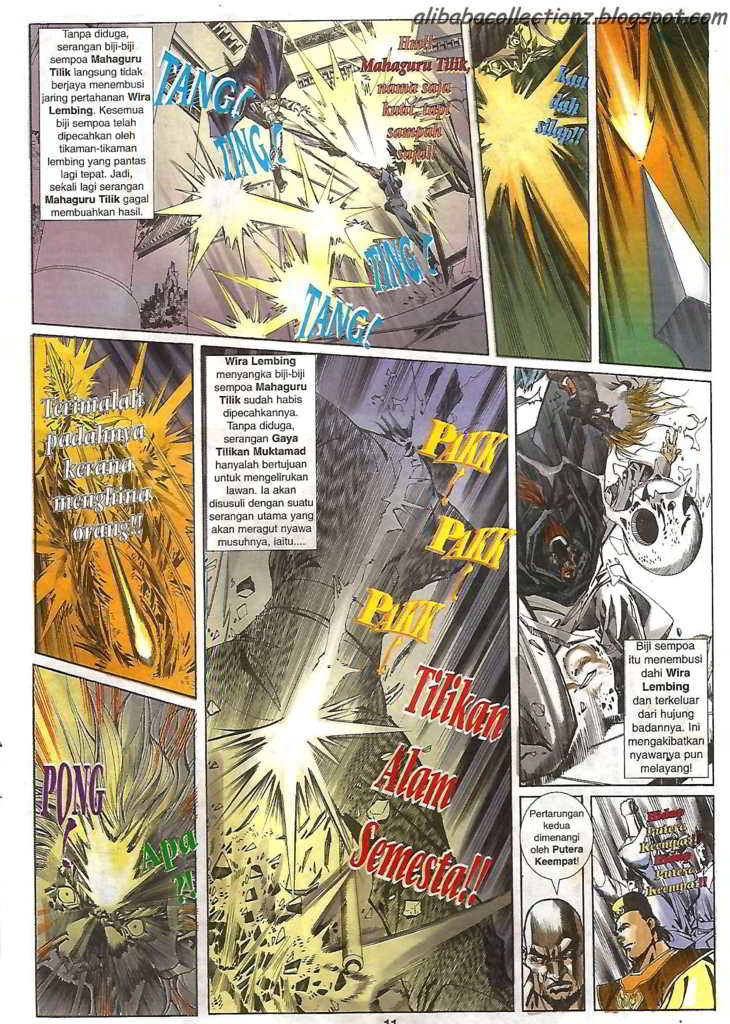 alibabacollectionz.blogspot.com
Tanpa diduga,
serangan biji-biji
sempoa Mahaguru
Tilik langsung tidak
berjaya menembusi
jaring pertahanan Wira
Lembing. Kesemua
biji sempoa telah
dipecahkan oleh
tikaman-tikaman
lembing yang pantas
lagi tepat. Jadi,
sekali lagi serangan
Mahaguru Tilik gagal
membuahkan hasil.
TANG!
TING!
Huh!
Mahaguru Tilik,
nama saja
kuat, tapi
sampah
saja!!
TING!
TANG!
Kau
dah
silap!!
Terimalah
padahnya
kerana
menghina
orang!!
Wira Lembing
menyangka biji-biji
sempoa Mahaguru
Tilik sudah habis
dipecahkannya.
Tanpa diduga,
serangan Gaya
Tilikan Muktamad
hanyalah bertujuan
untuk mengelirukan
lawan. Ia akan
disusuli dengan suatu
serangan utama yang
akan meragut nyawa
musuhnya, iaitu....
PAKK!
PAKK!
PAKK!
Tilikan
Alam
Semesta!!
Biji sempoa
itu menembusi
dahi Wira
Lembing
dan terkeluar
dari hujung
badannya. Ini
mengakibatkan
nyawanya pun
melayang!
PONG!
Apa
?!
Pertarungan
kedua
dimenangi
oleh Putera
Keempat!
Hidup
Putera
Keempat!!
Hidup
Putera
Keempat!!
11